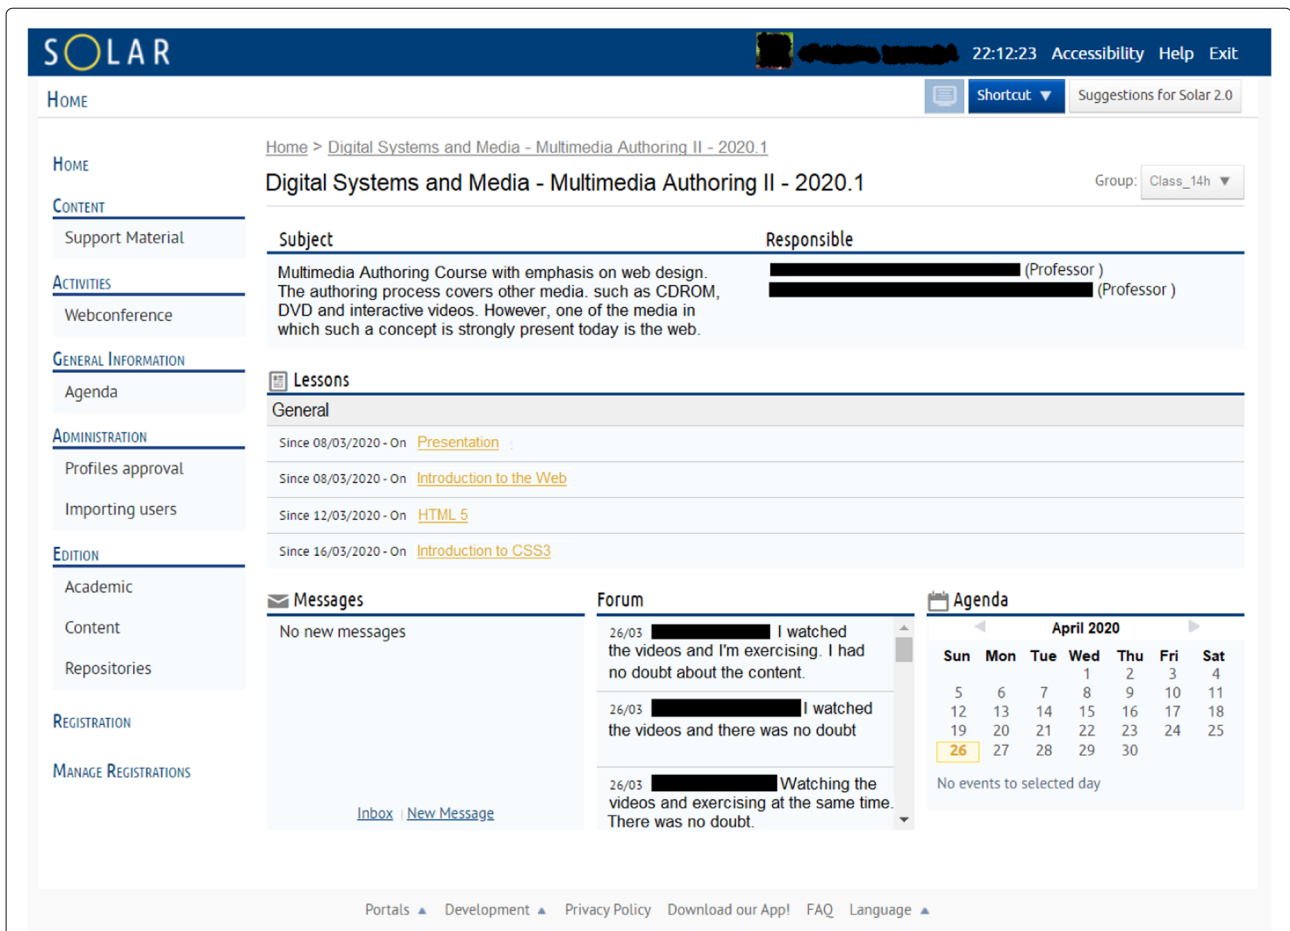 SOLAR
22:12:23 Accessibility Help Exit
HOME
Shortcut ▼ Suggestions for Solar 2.0
HOME
CONTENT
Support Material
ACTIVITIES
Webconference
GENERAL INFORMATION
Agenda
ADMINISTRATION
Profiles approval
Importing users
EDITION
Academic
Content
Repositories
REGISTRATION
MANAGE REGISTRATIONS
Home > Digital Systems and Media - Multimedia Authoring II - 2020.1
Digital Systems and Media - Multimedia Authoring II - 2020.1
Group: Class_14h ▼
Subject
Multimedia Authoring Course with emphasis on web design.
The authoring process covers other media. such as CDROM,
DVD and interactive videos. However, one of the media in
which such a concept is strongly present today is the web.
Responsible
(Professor )
(Professor )
Lessons
General
Since 08/03/2020 - On Presentation
Since 08/03/2020 - On Introduction to the Web
Since 12/03/2020 - On HTML 5
Since 16/03/2020 - On Introduction to CSS3
Messages
No new messages
Inbox | New Message
Forum
26/03 I watched
the videos and I'm exercising. I had
no doubt about the content.
26/03 I watched
the videos and there was no doubt
26/03 Watching the
videos and exercising at the same time.
There was no doubt.
Agenda
April 2020
Sun Mon Tue Wed Thu Fri Sat
1 2 3 4
5 6 7 8 9 10 11
12 13 14 15 16 17 18
19 20 21 22 23 24 25
26 27 28 29 30
No events to selected day
Portals ▲ Development ▲ Privacy Policy Download our App! FAQ Language ▲